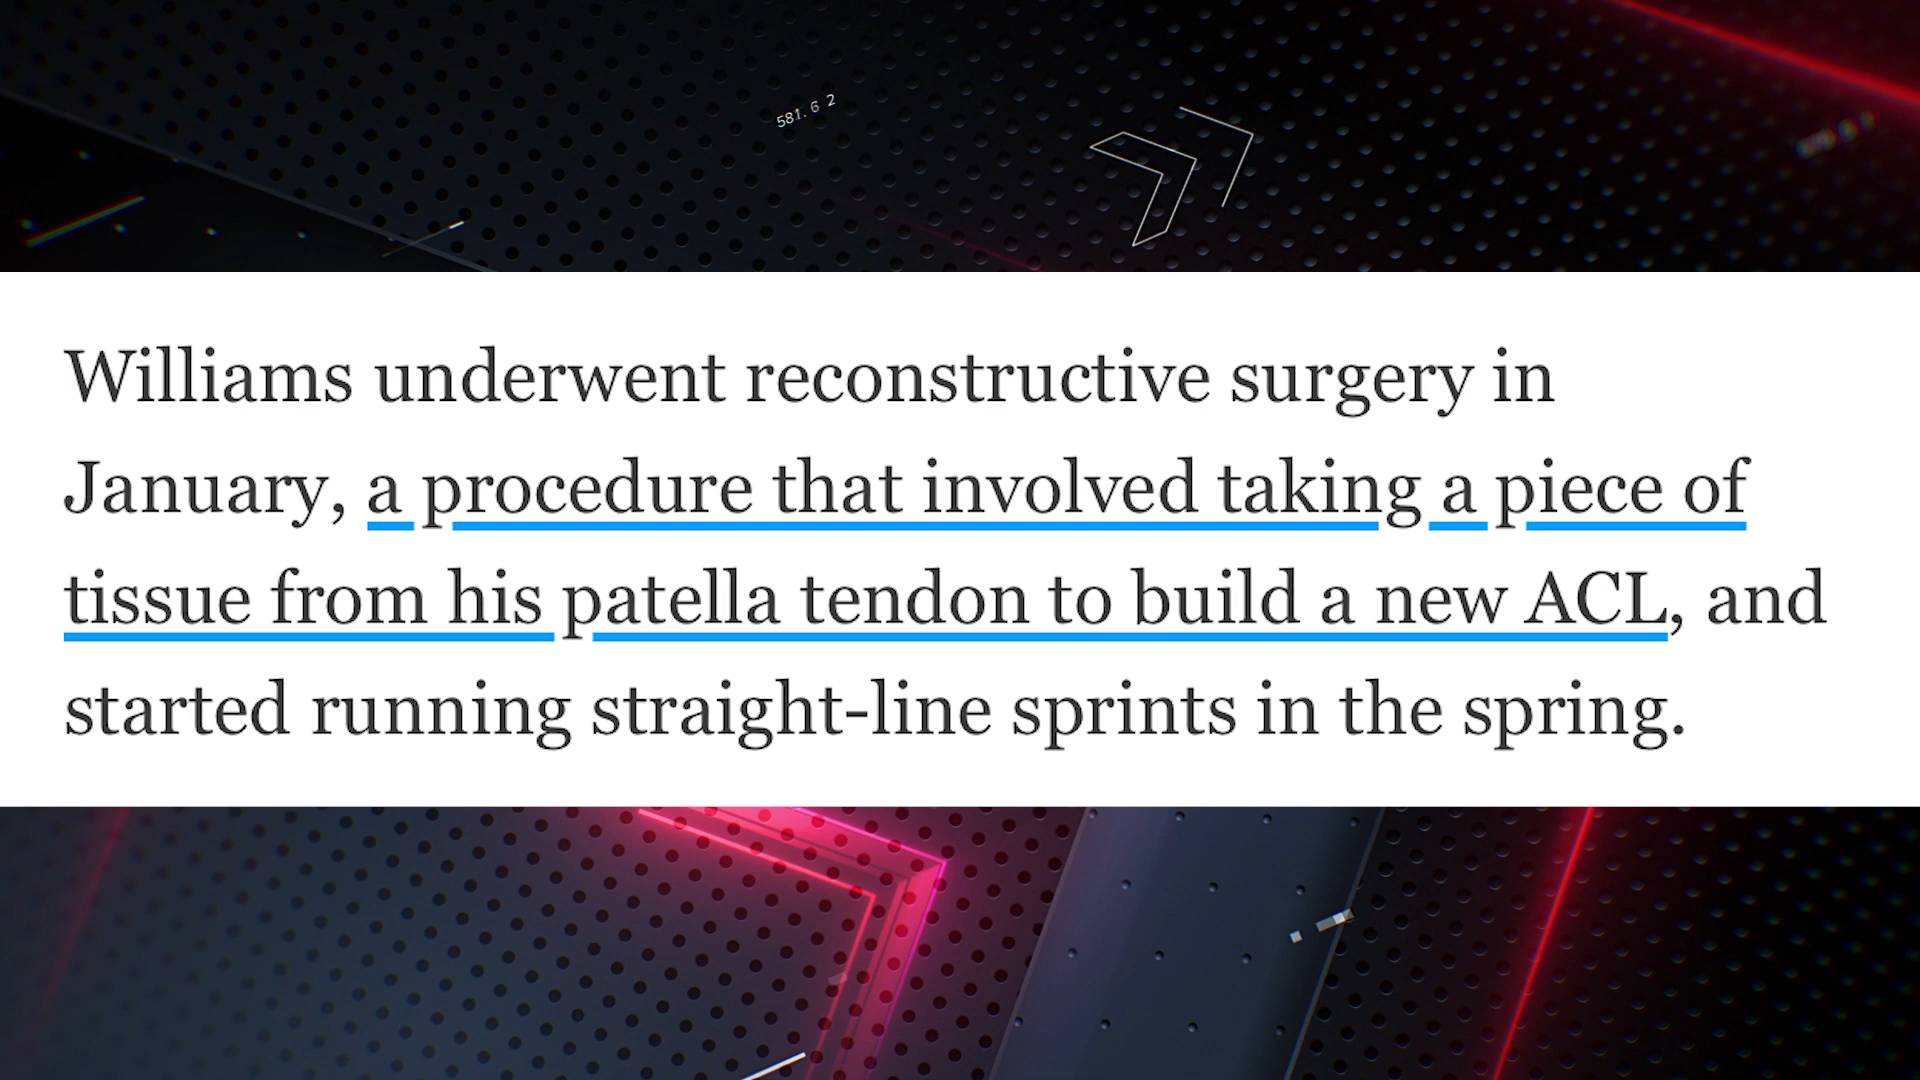 581. 6 2
Williams underwent reconstructive surgery in
January, a procedure that involved taking a piece of
tissue from his patella tendon to build a new ACL, and
started running straight-line sprints in the spring.